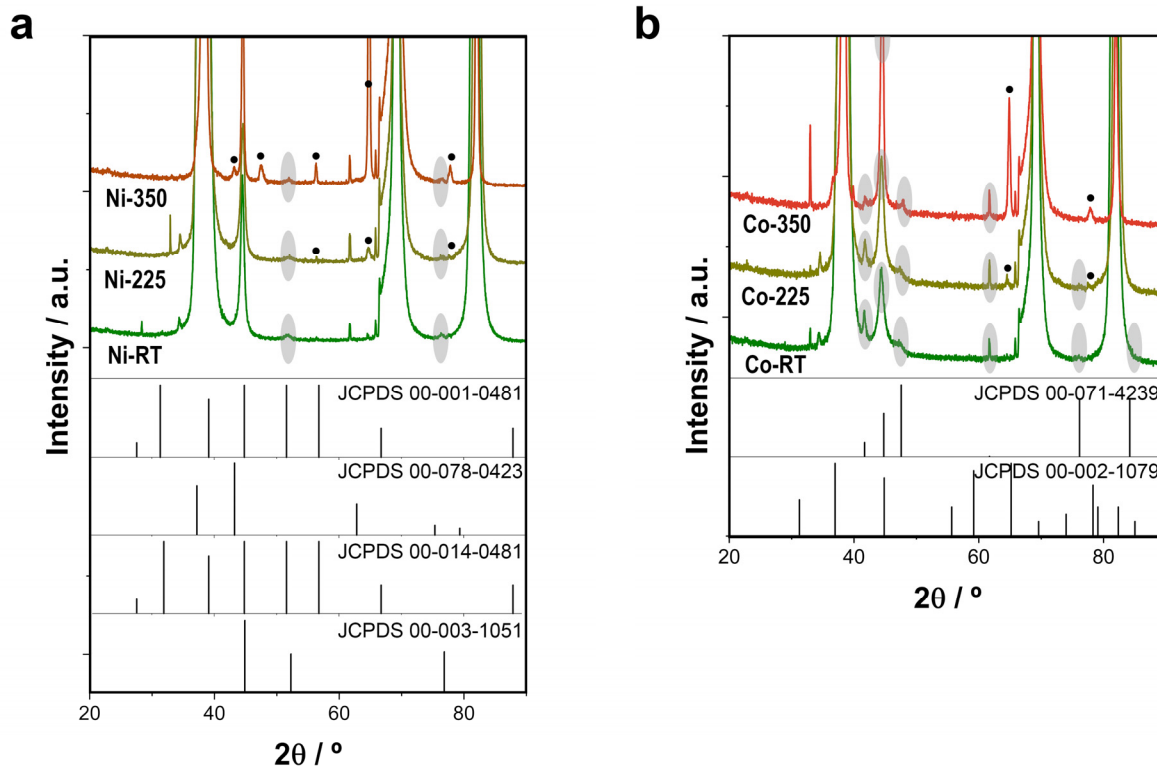 a
Intensity / a.u.
Ni-350
Ni-225
Ni-RT
JCPDS 00-001-0481
JCPDS 00-078-0423
JCPDS 00-014-0481
JCPDS 00-003-1051
20 40 60 80
2θ / º
b
Intensity / a.u.
Co-350
Co-225
Co-RT
JCPDS 00-071-4239
JCPDS 00-002-1079
20 40 60 80
2θ / º